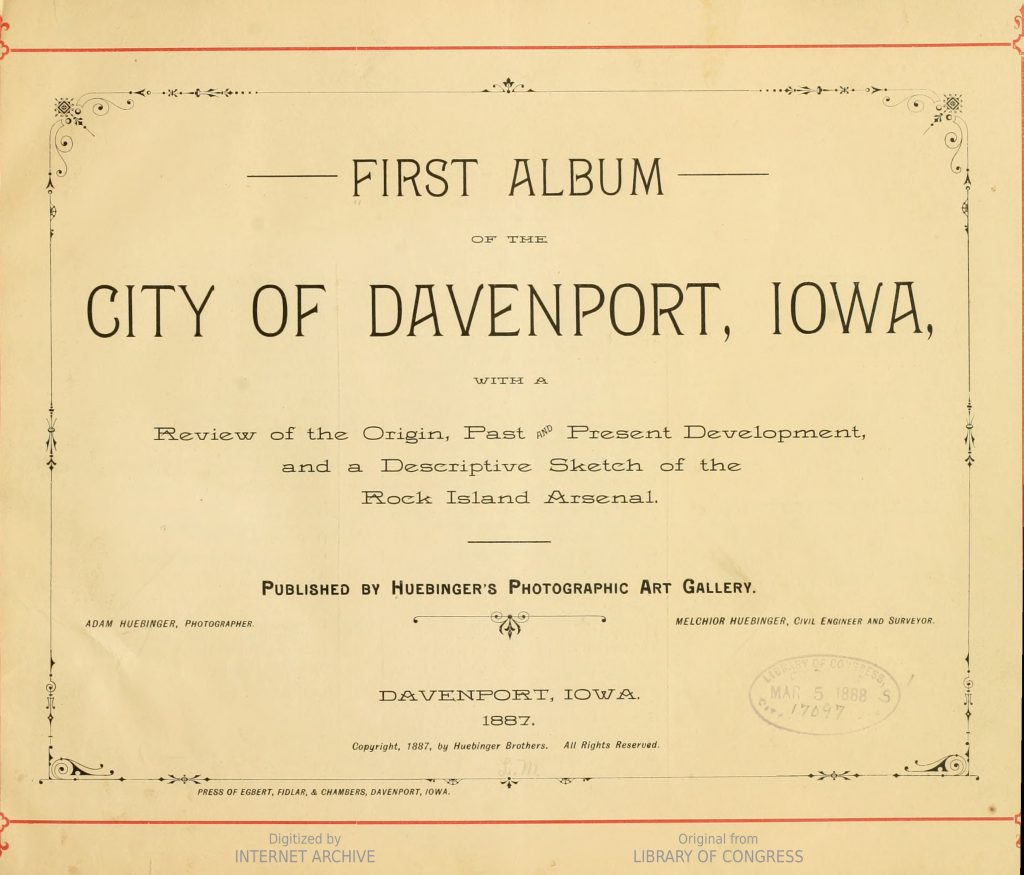 FIRST ALBUM
OF THE
CITY OF DAVENPORT, IOWA,
WITH A
Review of the Origin, Past AND Present Development,
and a Descriptive Sketch of the
Rock Island Arsenal.
PUBLISHED BY HUEBINGER'S PHOTOGRAPHIC ART GALLERY.
ADAM HUEBINGER, PHOTOGRAPHER.
MELCHIOR HUEBINGER, CIVIL ENGINEER AND SURVEYOR.
LIBRARY OF CONGRESS,
MAR 5 1888 S
17097
DAVENPORT, IOWA.
1887.
Copyright, 1887, by Huebinger Brothers. All Rights Reserved.
PRESS OF EGBERT, FIDLAR, & CHAMBERS, DAVENPORT, IOWA.
Digitized by
INTERNET ARCHIVE
Original from
LIBRARY OF CONGRESS